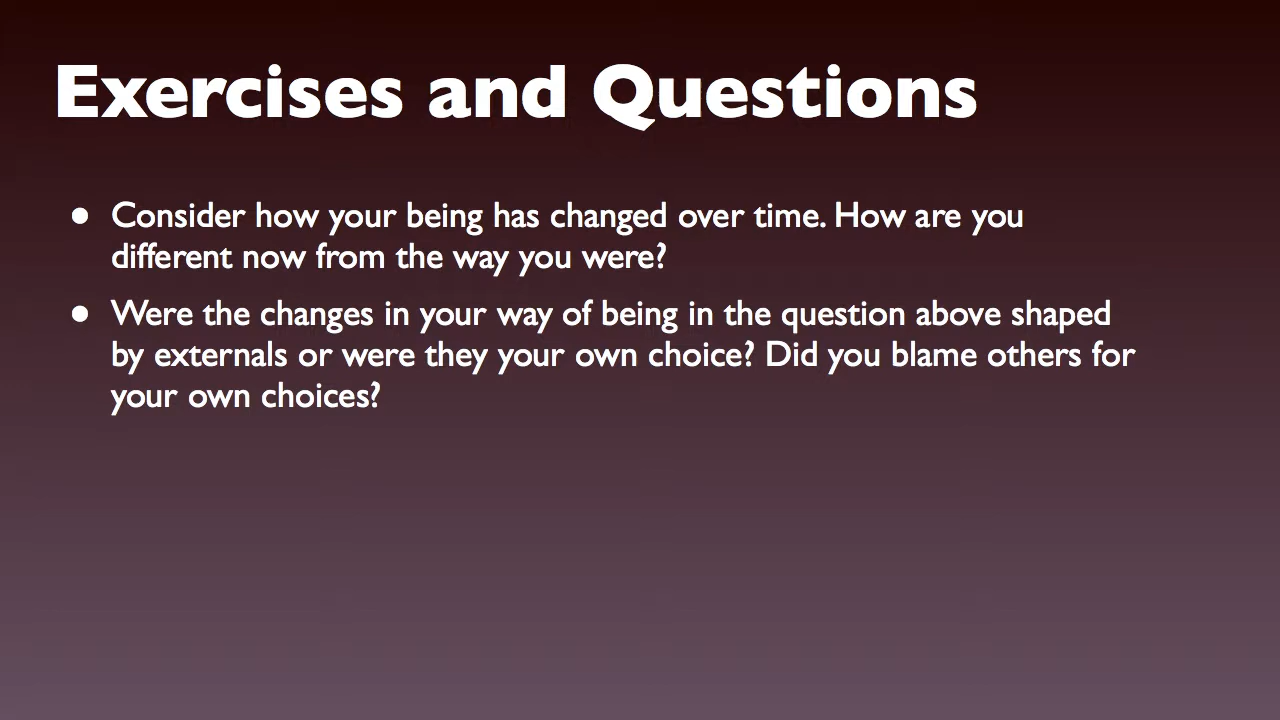 Exercises and Questions
• Consider how your being has changed over time. How are you
different now from the way you were?
• Were the changes in your way of being in the question above shaped
by externals or were they your own choice? Did you blame others for
your own choices?